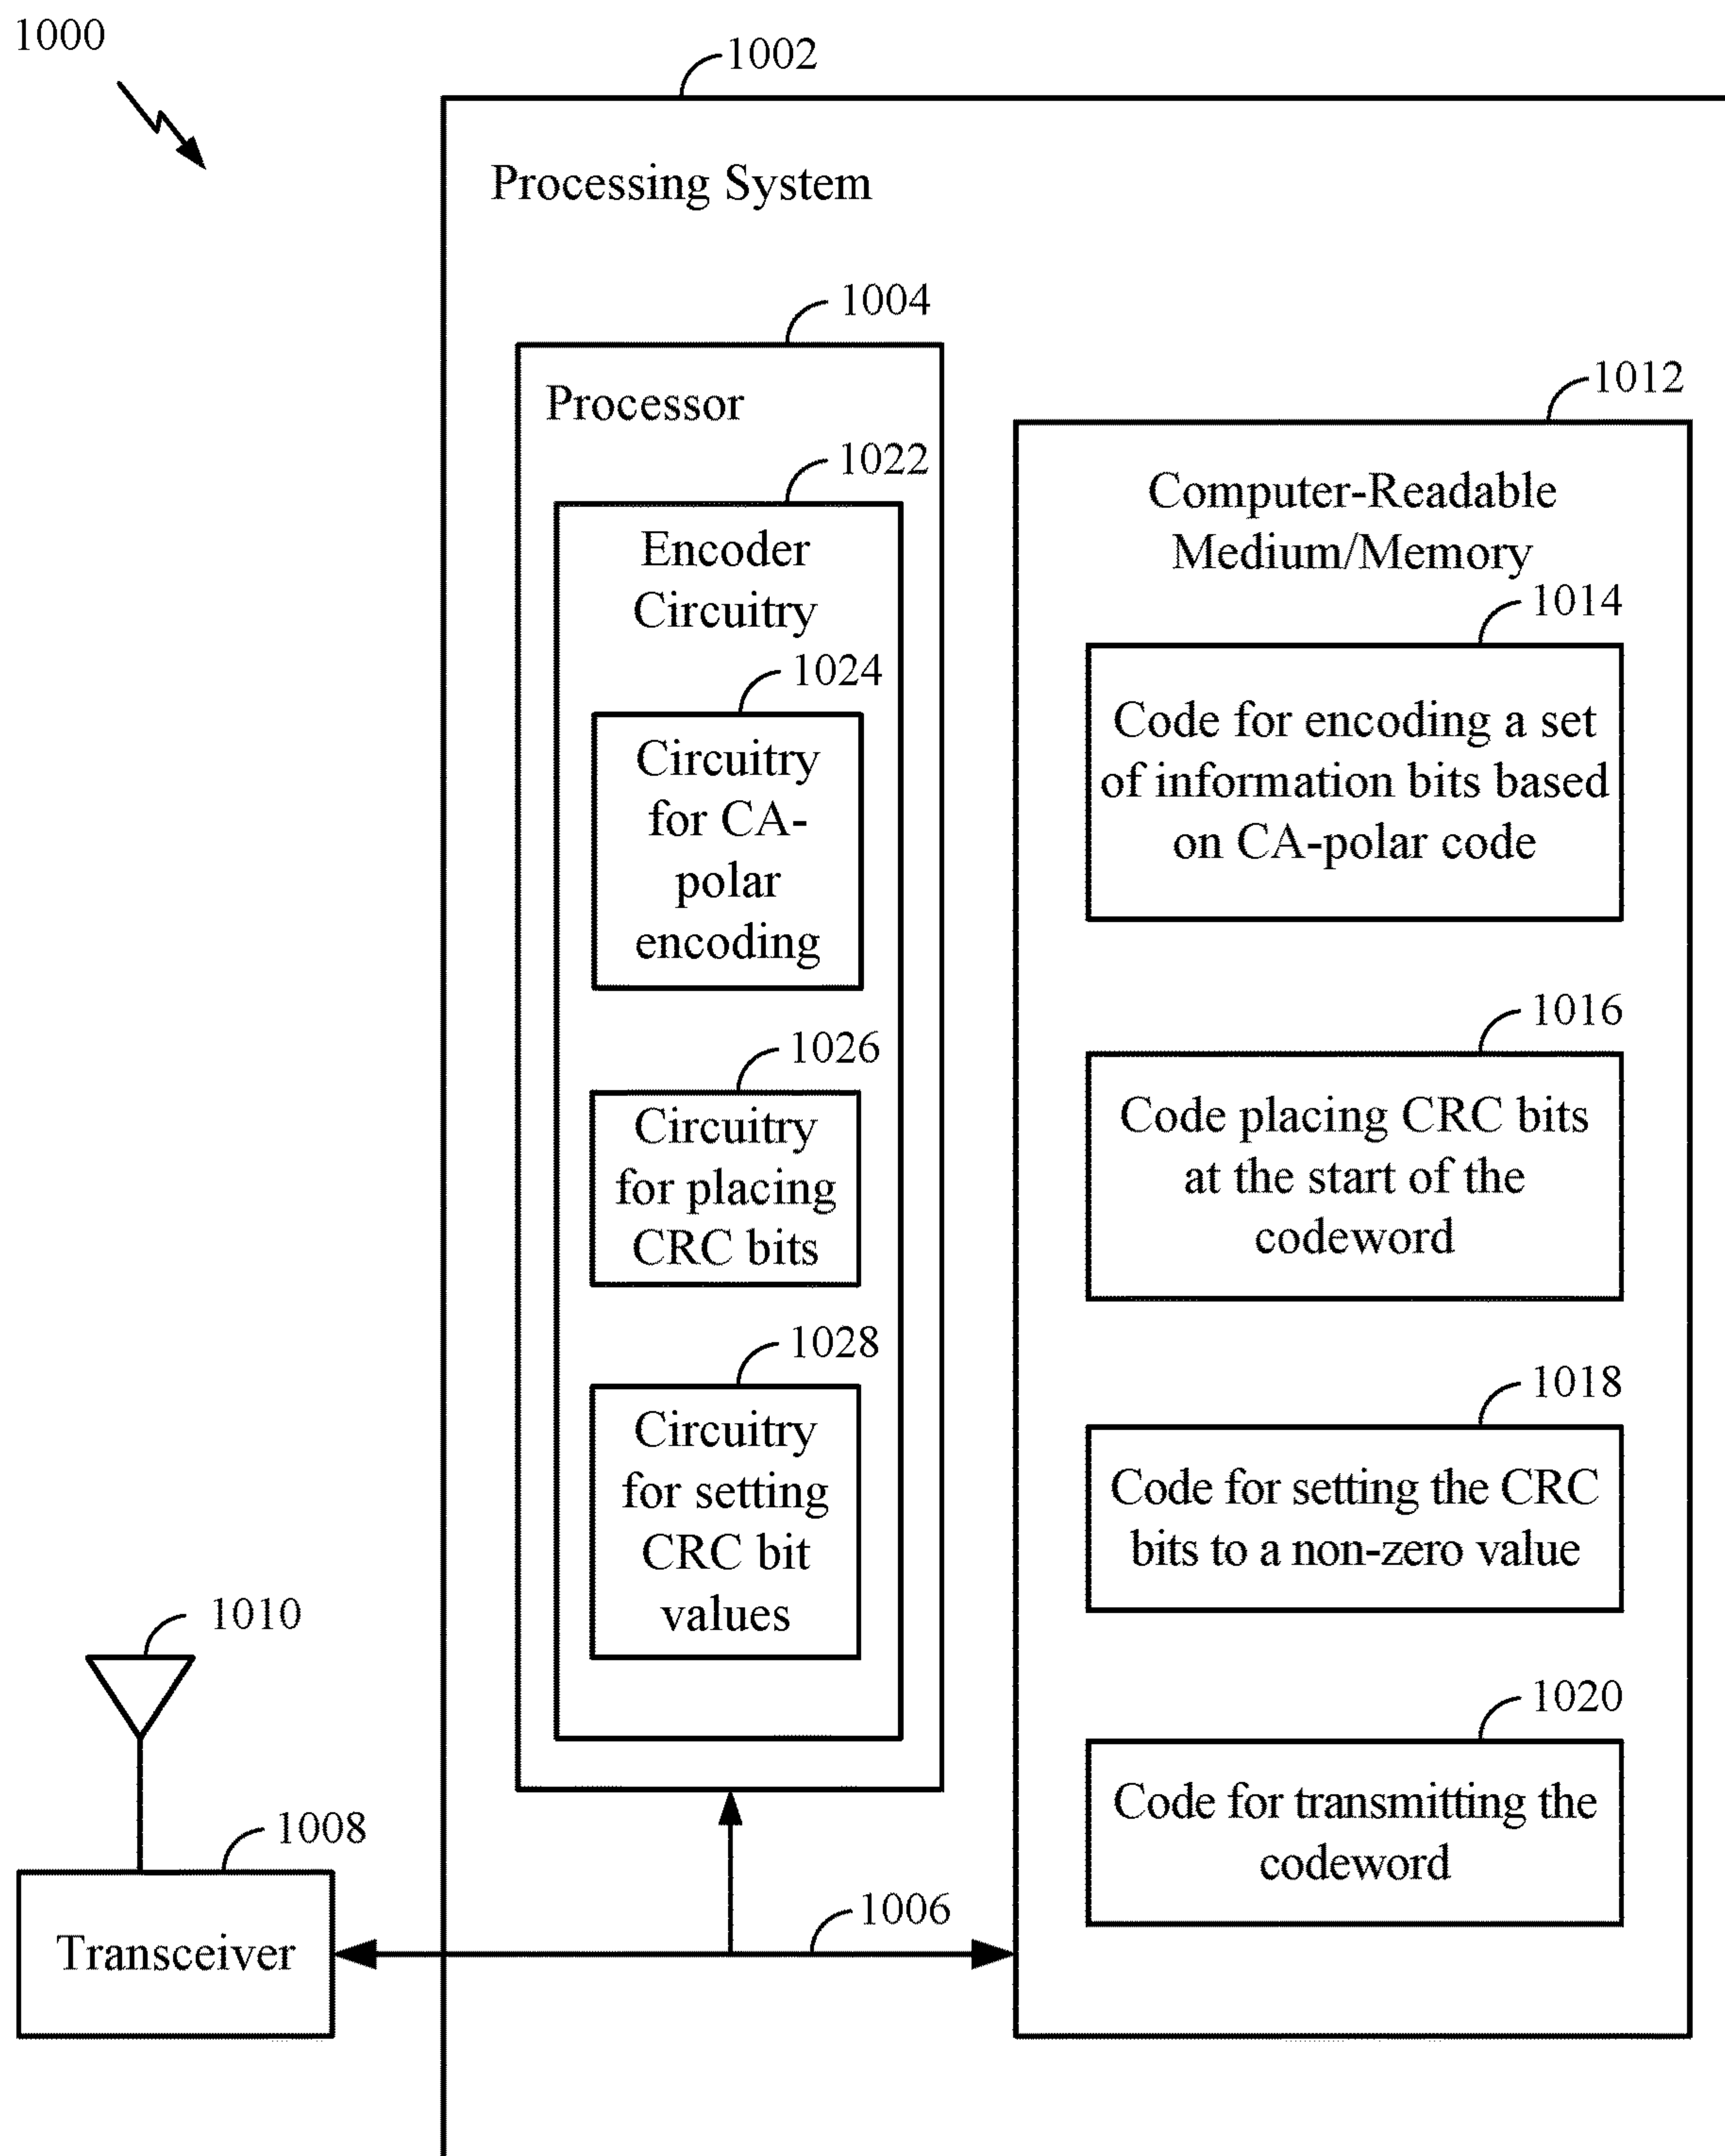 1000
1002
Processing System
1004
Processor
1022
Encoder
Circuitry
1024
Circuitry
for CA-
polar
encoding
1026
Circuitry
for placing
CRC bits
1028
Circuitry
for setting
CRC bit
values
1012
Computer-Readable
Medium/Memory
1014
Code for encoding a set
of information bits based
on CA-polar code
1016
Code placing CRC bits
at the start of the
codeword
1018
Code for setting the CRC
bits to a non-zero value
1020
Code for transmitting the
codeword
1010
1008
Transceiver
1006